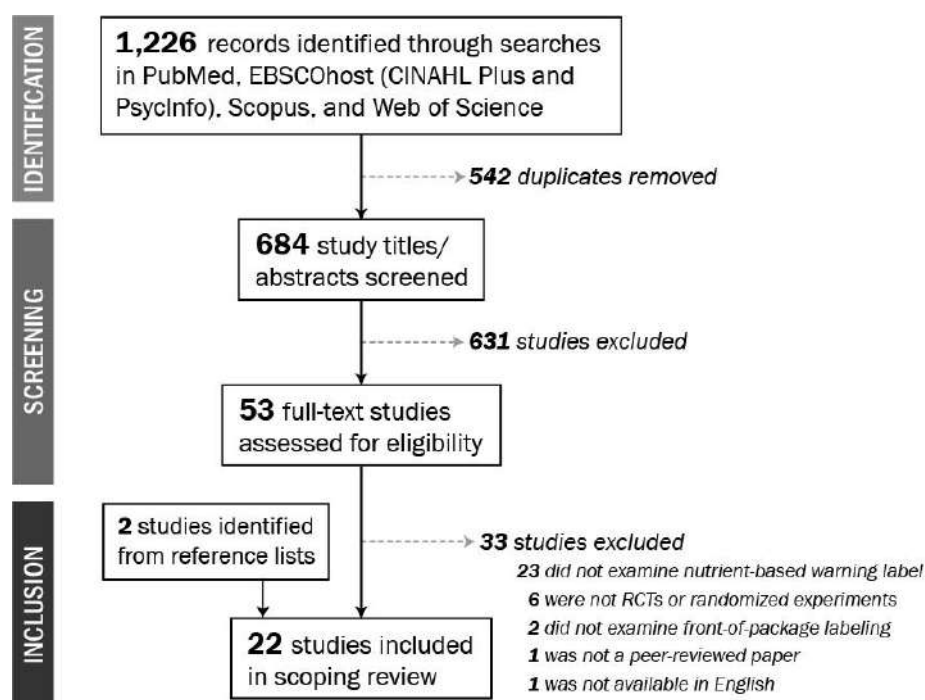 IDENTIFICATION
1,226 records identified through searches
in PubMed, EBSCOhost (CINAHL Plus and
PsycInfo), Scopus, and Web of Science
542 duplicates removed
SCREENING
684 study titles/
abstracts screened
631 studies excluded
53 full-text studies
assessed for eligibility
INCLUSION
2 studies identified
from reference lists
33 studies excluded
23 did not examine nutrient-based warning label
6 were not RCTs or randomized experiments
2 did not examine front-of-package labeling
1 was not a peer-reviewed paper
1 was not available in English
22 studies included
in scoping review